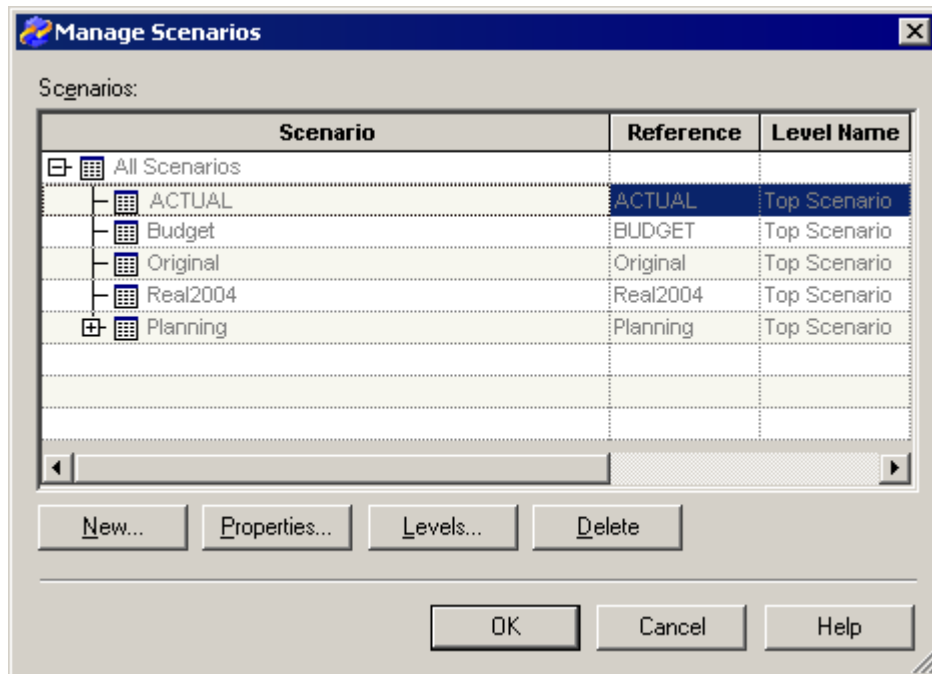 Manage Scenarios
Scenarios:
Scenario Reference Level Name
All Scenarios
ACTUAL ACTUAL Top Scenario
Budget BUDGET Top Scenario
Original Original Top Scenario
Real2004 Real2004 Top Scenario
Planning Planning Top Scenario
New... Properties... Levels... Delete
OK Cancel Help